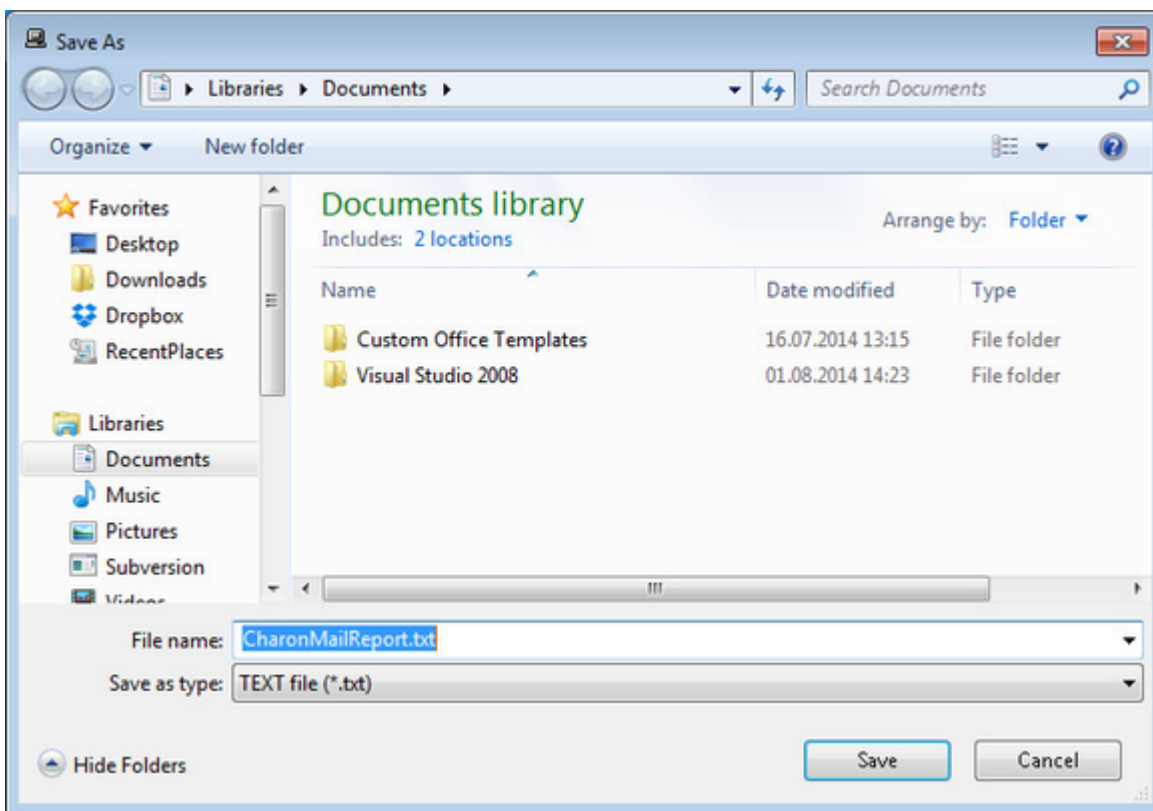 Save As
Libraries Documents
Search Documents
Organize New folder
Favorites
Desktop
Downloads
Dropbox
RecentPlaces
Libraries
Documents
Music
Pictures
Subversion
Videos
Documents library
Includes: 2 locations
Arrange by: Folder
Name Date modified Type
Custom Office Templates 16.07.2014 13:15 File folder
Visual Studio 2008 01.08.2014 14:23 File folder
File name: CharonMailReport.txt
Save as type: TEXT file (*.txt)
Hide Folders
Save Cancel